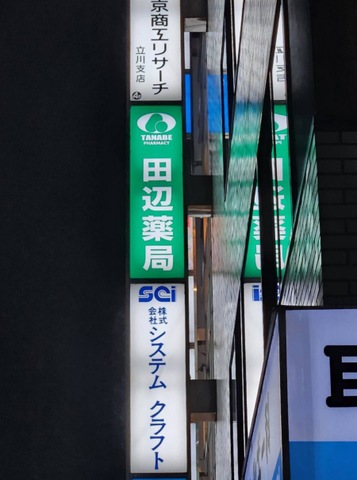 京商工リサーチ
立川支店
TANABE
PHARMACY
田辺薬局
sci
株式
会社
システム クラフト